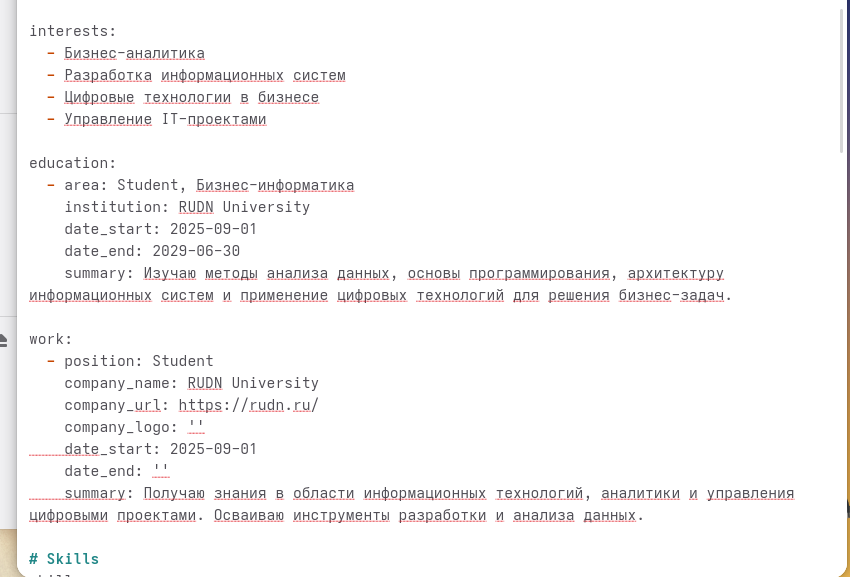 interests:
- Бизнес-аналитика
- Разработка информационных систем
- Цифровые технологии в бизнесе
- Управление IT-проектами
education:
- area: Student, Бизнес-информатика
institution: RUDN University
date_start: 2025-09-01
date_end: 2029-06-30
summary: Изучаю методы анализа данных, основы программирования, архитектуру
информационных систем и применение цифровых технологий для решения бизнес-задач.
work:
- position: Student
company_name: RUDN University
company_url: https://rudn.ru/
company_logo: ''
date_start: 2025-09-01
date_end: ''
summary: Получаю знания в области информационных технологий, аналитики и управления
цифровыми проектами. Осваиваю инструменты разработки и анализа данных.
# Skills